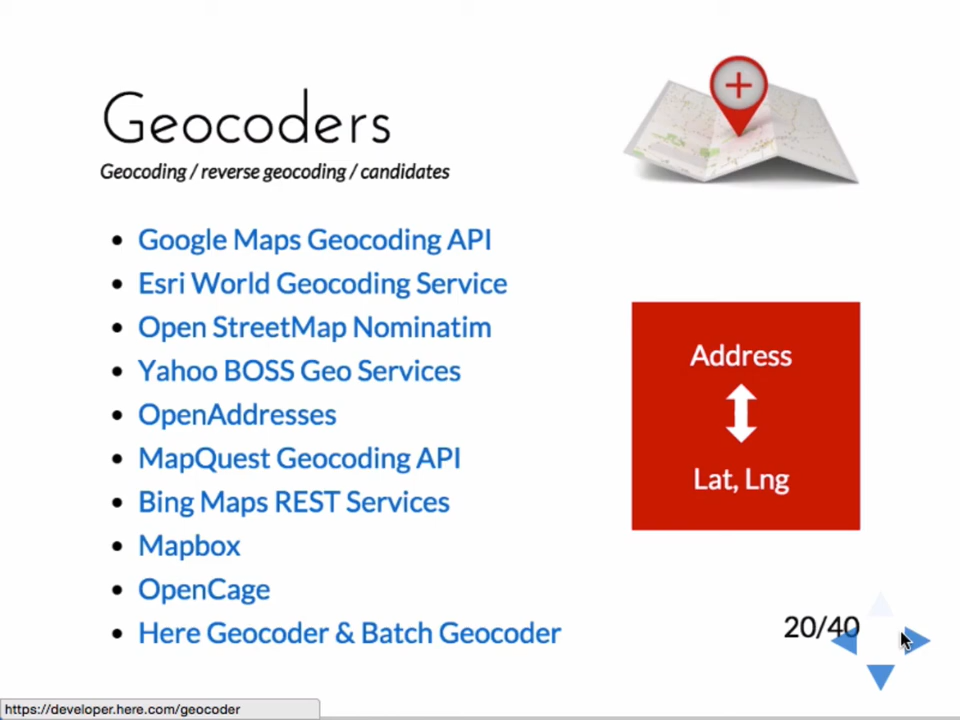 Geocoders
Geocoding / reverse geocoding / candidates
Google Maps Geocoding API
Esri World Geocoding Service
Open StreetMap Nominatim
Yahoo BOSS Geo Services
OpenAddresses
MapQuest Geocoding API
Bing Maps REST Services
Mapbox
OpenCage
Here Geocoder & Batch Geocoder
Address
Lat, Lng
20/40
https://developer.here.com/geocoder